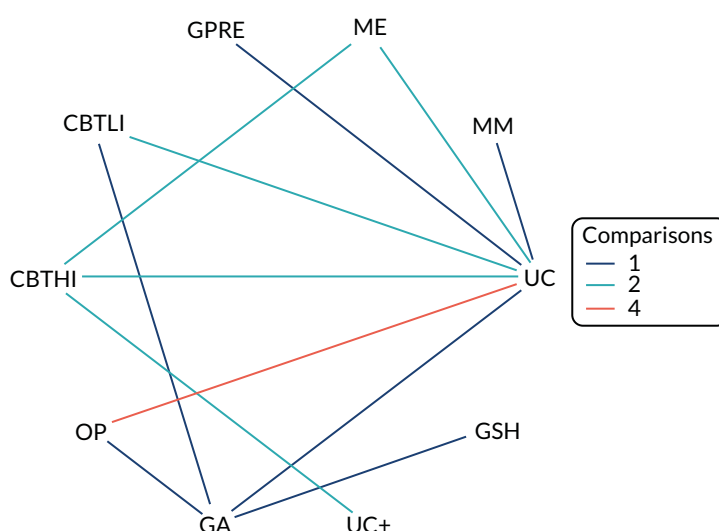 GPRE
ME
CBTLI
MM
CBTHI
UC
Comparisons
1
2
4
OP
GSH
GA
UC+